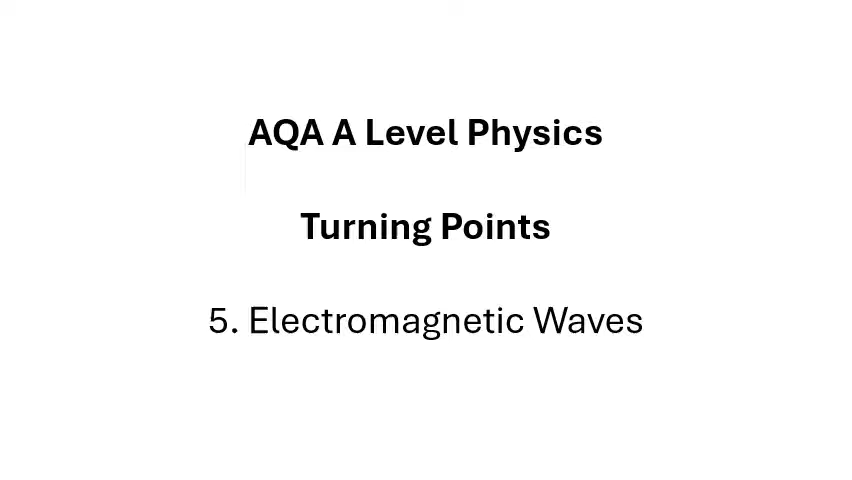 AQA A Level Physics
Turning Points
5. Electromagnetic Waves